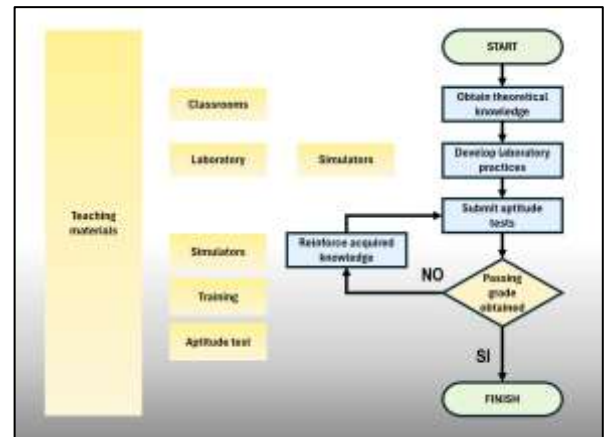 START
Classrooms
Obtain theoretical
knowledge
Laboratory
Simulators
Develop laboratory
practices
Teaching
materials
Submit aptitude
tests
Simulators
Reinforce acquired
knowledge
NO
Passing
grade
obtained
Training
Aptitude test
SI
FINISH